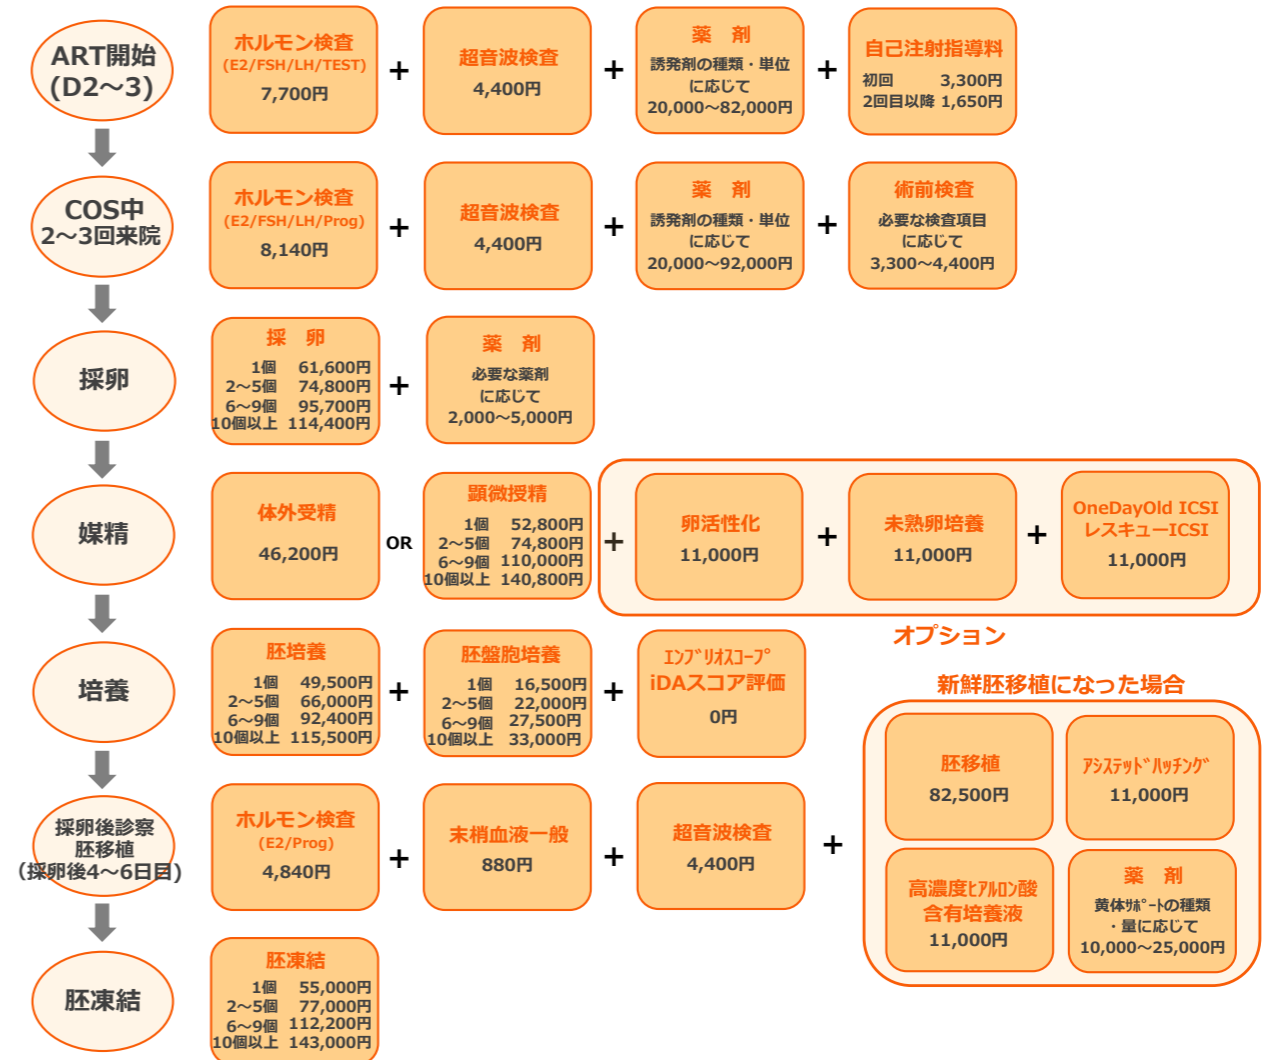 ART開始
(D2～3)
ホルモン検査
(E2/FSH/LH/TEST)
7,700円
+
超音波検査
4,400円
+
薬　剤
誘発剤の種類・単位
に応じて
20,000～82,000円
+
自己注射指導料
初回 3,300円
2回目以降 1,650円
COS中
2～3回来院
ホルモン検査
(E2/FSH/LH/Prog)
8,140円
+
超音波検査
4,400円
+
薬　剤
誘発剤の種類・単位
に応じて
20,000～92,000円
+
術前検査
必要な検査項目
に応じて
3,300～4,400円
採卵
採　卵
1個 61,600円
2～5個 74,800円
6～9個 95,700円
10個以上 114,400円
+
薬　剤
必要な薬剤
に応じて
2,000～5,000円
媒精
体外受精
46,200円
OR
顕微授精
1個 52,800円
2～5個 74,800円
6～9個 110,000円
10個以上 140,800円
+
卵活性化
11,000円
+
未熟卵培養
11,000円
+
OneDayOld ICSI
レスキューICSI
11,000円
オプション
培養
胚培養
1個 49,500円
2～5個 66,000円
6～9個 92,400円
10個以上 115,500円
+
胚盤胞培養
1個 16,500円
2～5個 22,000円
6～9個 27,500円
10個以上 33,000円
+
ｴﾝﾌﾞﾘｵｽｺｰﾌﾟ
iDAスコア評価
0円
採卵後診察
胚移植
(採卵後4～6日目)
ホルモン検査
(E2/Prog)
4,840円
+
末梢血液一般
880円
+
超音波検査
4,400円
+
新鮮胚移植になった場合
胚移植
82,500円
ｱｼｽﾃｯﾄﾞﾊｯﾁﾝｸﾞ
11,000円
高濃度ﾋｱﾙﾛﾝ酸
含有培養液
11,000円
薬　剤
黄体ｻﾎﾟｰﾄの種類
・量に応じて
10,000～25,000円
胚凍結
胚凍結
1個 55,000円
2～5個 77,000円
6～9個 112,200円
10個以上 143,000円